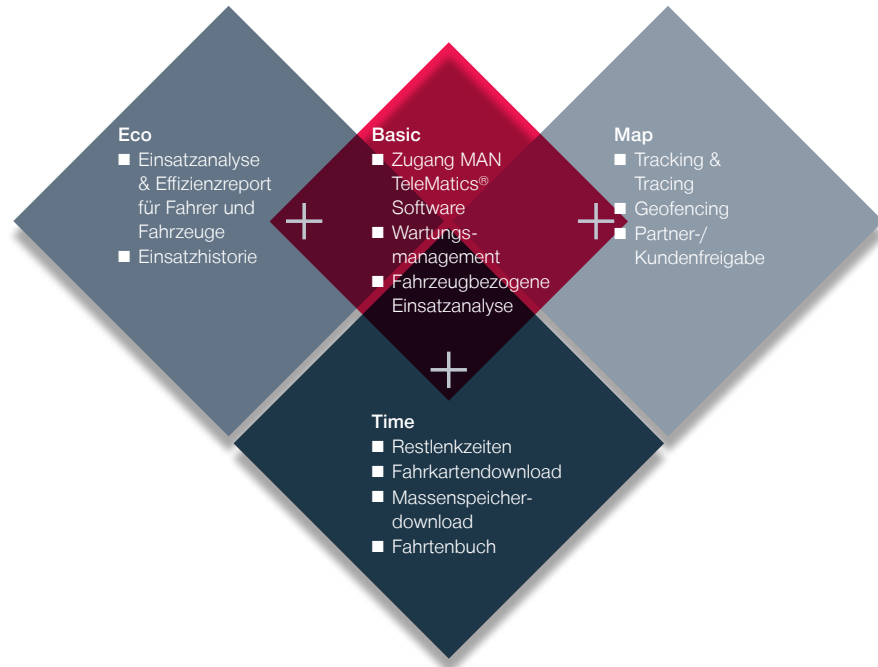 Eco
■ Einsatzanalyse
& Effizienzreport
für Fahrer und
Fahrzeuge
■ Einsatzhistorie
Basic
■ Zugang MAN
TeleMatics®
Software
■ Wartungs-
management
■ Fahrzeugbezogene
Einsatzanalyse
Map
■ Tracking &
Tracing
■ Geofencing
■ Partner-/
Kundenfreigabe
Time
■ Restlenkzeiten
■ Fahrkartendownload
■ Massenspeicher-
download
■ Fahrtenbuch